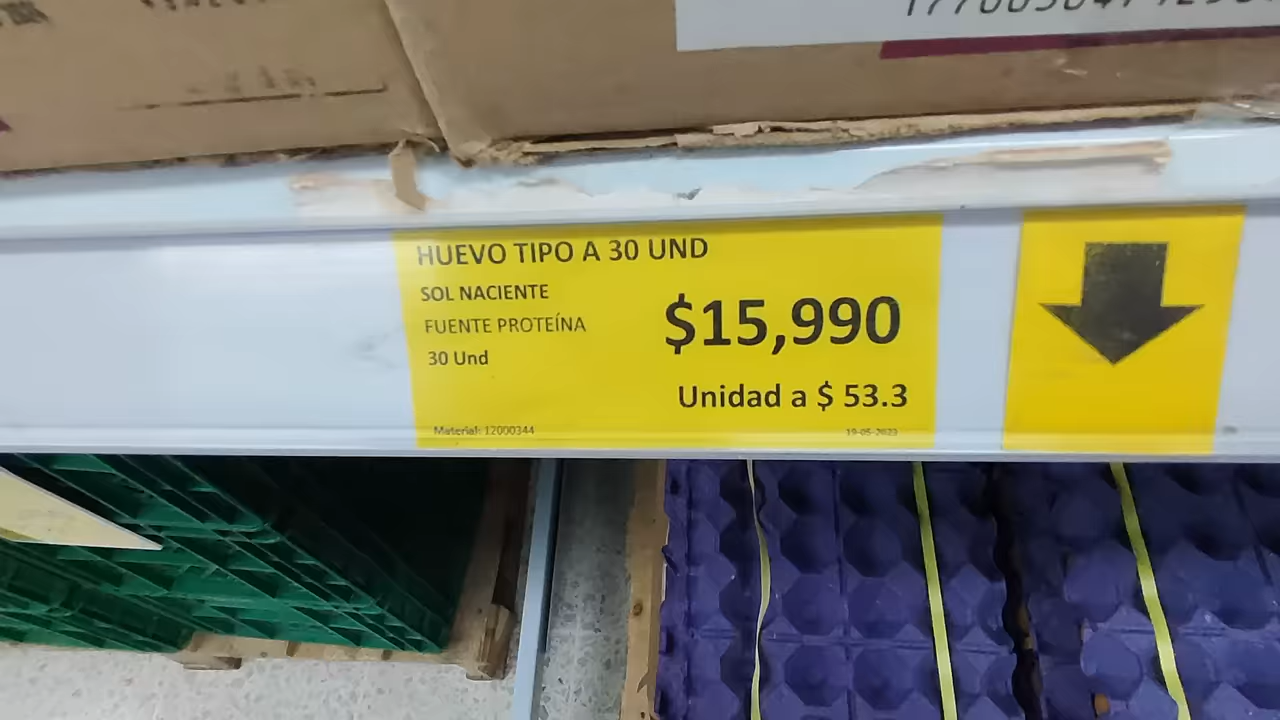 HUEVO TIPO A 30 UND
SOL NACIENTE
FUENTE PROTEÍNA
30 Und
$15,990
Unidad a $ 53.3
Material: 12000344
19-05-2023